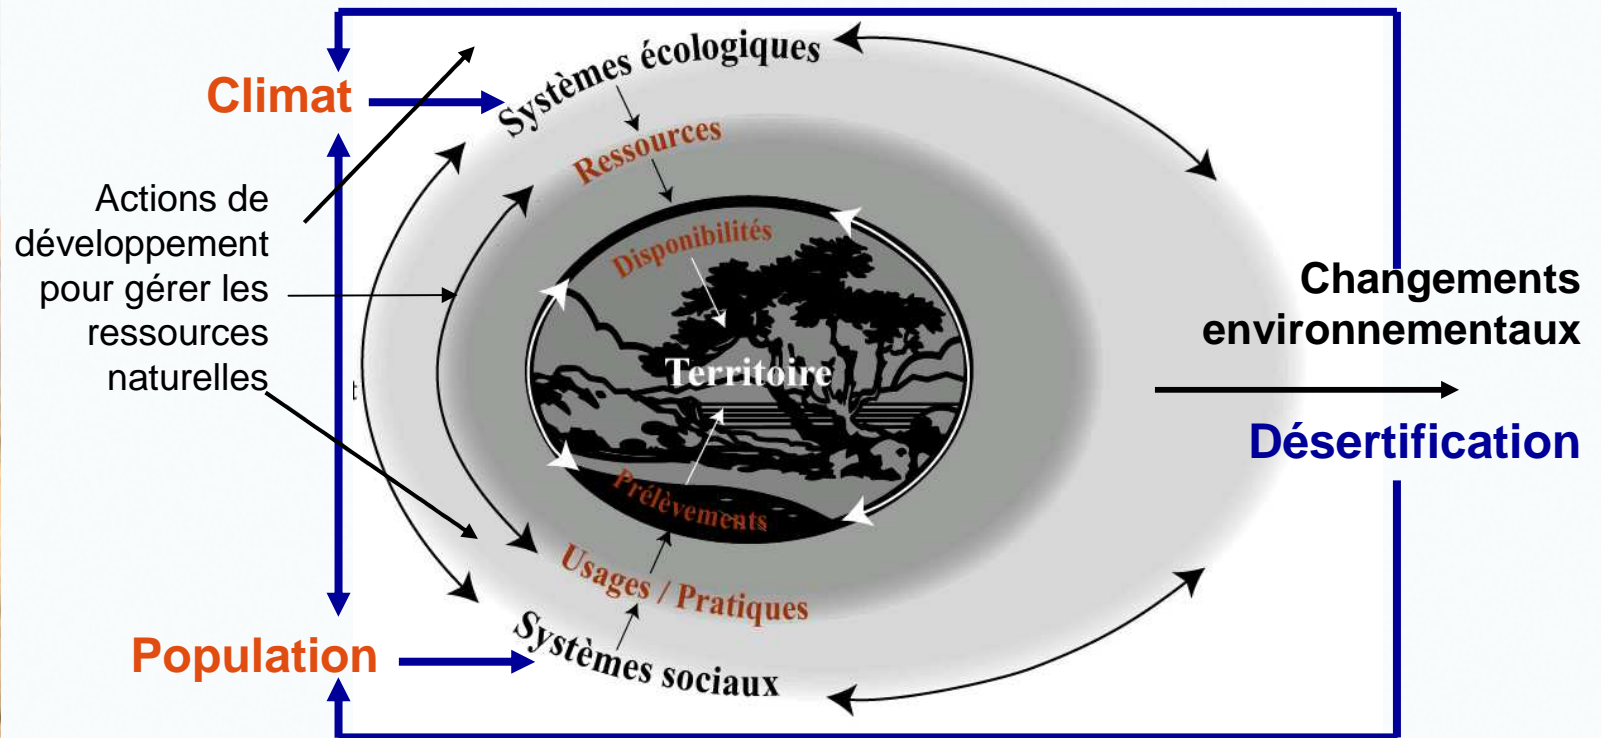 Systèmes écologiques
Climat
Ressources
Actions de
développement
pour gérer les
ressources
naturelles
Disponibilités
Territoire
Changements
environnementaux
Désertification
Prélèvements
Usages / Pratiques
Systèmes sociaux
Population